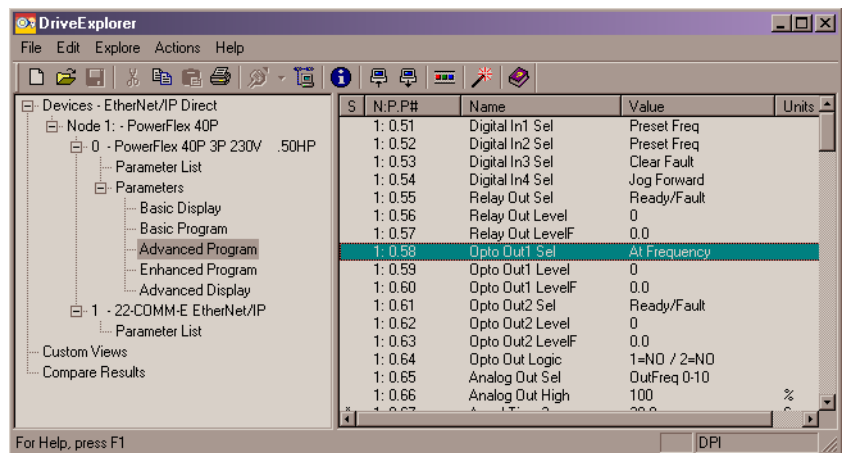 DriveExplorer
File Edit Explore Actions Help
Devices - EtherNet/IP Direct
Node 1: - PowerFlex 40P
0 - PowerFlex 40P 3P 230V .50HP
Parameter List
Parameters
Basic Display
Basic Program
Advanced Program
Enhanced Program
Advanced Display
1 - 22-COMM-E EtherNet/IP
Parameter List
Custom Views
Compare Results
S N:P.P# Name Value Units
1: 0.51 Digital In1 Sel Preset Freq
1: 0.52 Digital In2 Sel Preset Freq
1: 0.53 Digital In3 Sel Clear Fault
1: 0.54 Digital In4 Sel Jog Forward
1: 0.55 Relay Out Sel Ready/Fault
1: 0.56 Relay Out Level 0
1: 0.57 Relay Out LevelF 0.0
1: 0.58 Opto Out1 Sel At Frequency
1: 0.59 Opto Out1 Level 0
1: 0.60 Opto Out1 LevelF 0.0
1: 0.61 Opto Out2 Sel Ready/Fault
1: 0.62 Opto Out2 Level 0
1: 0.63 Opto Out2 LevelF 0.0
1: 0.64 Opto Out Logic 1=NO / 2=NO
1: 0.65 Analog Out Sel OutFreq 0-10
1: 0.66 Analog Out High 100 %
For Help, press F1
DPI